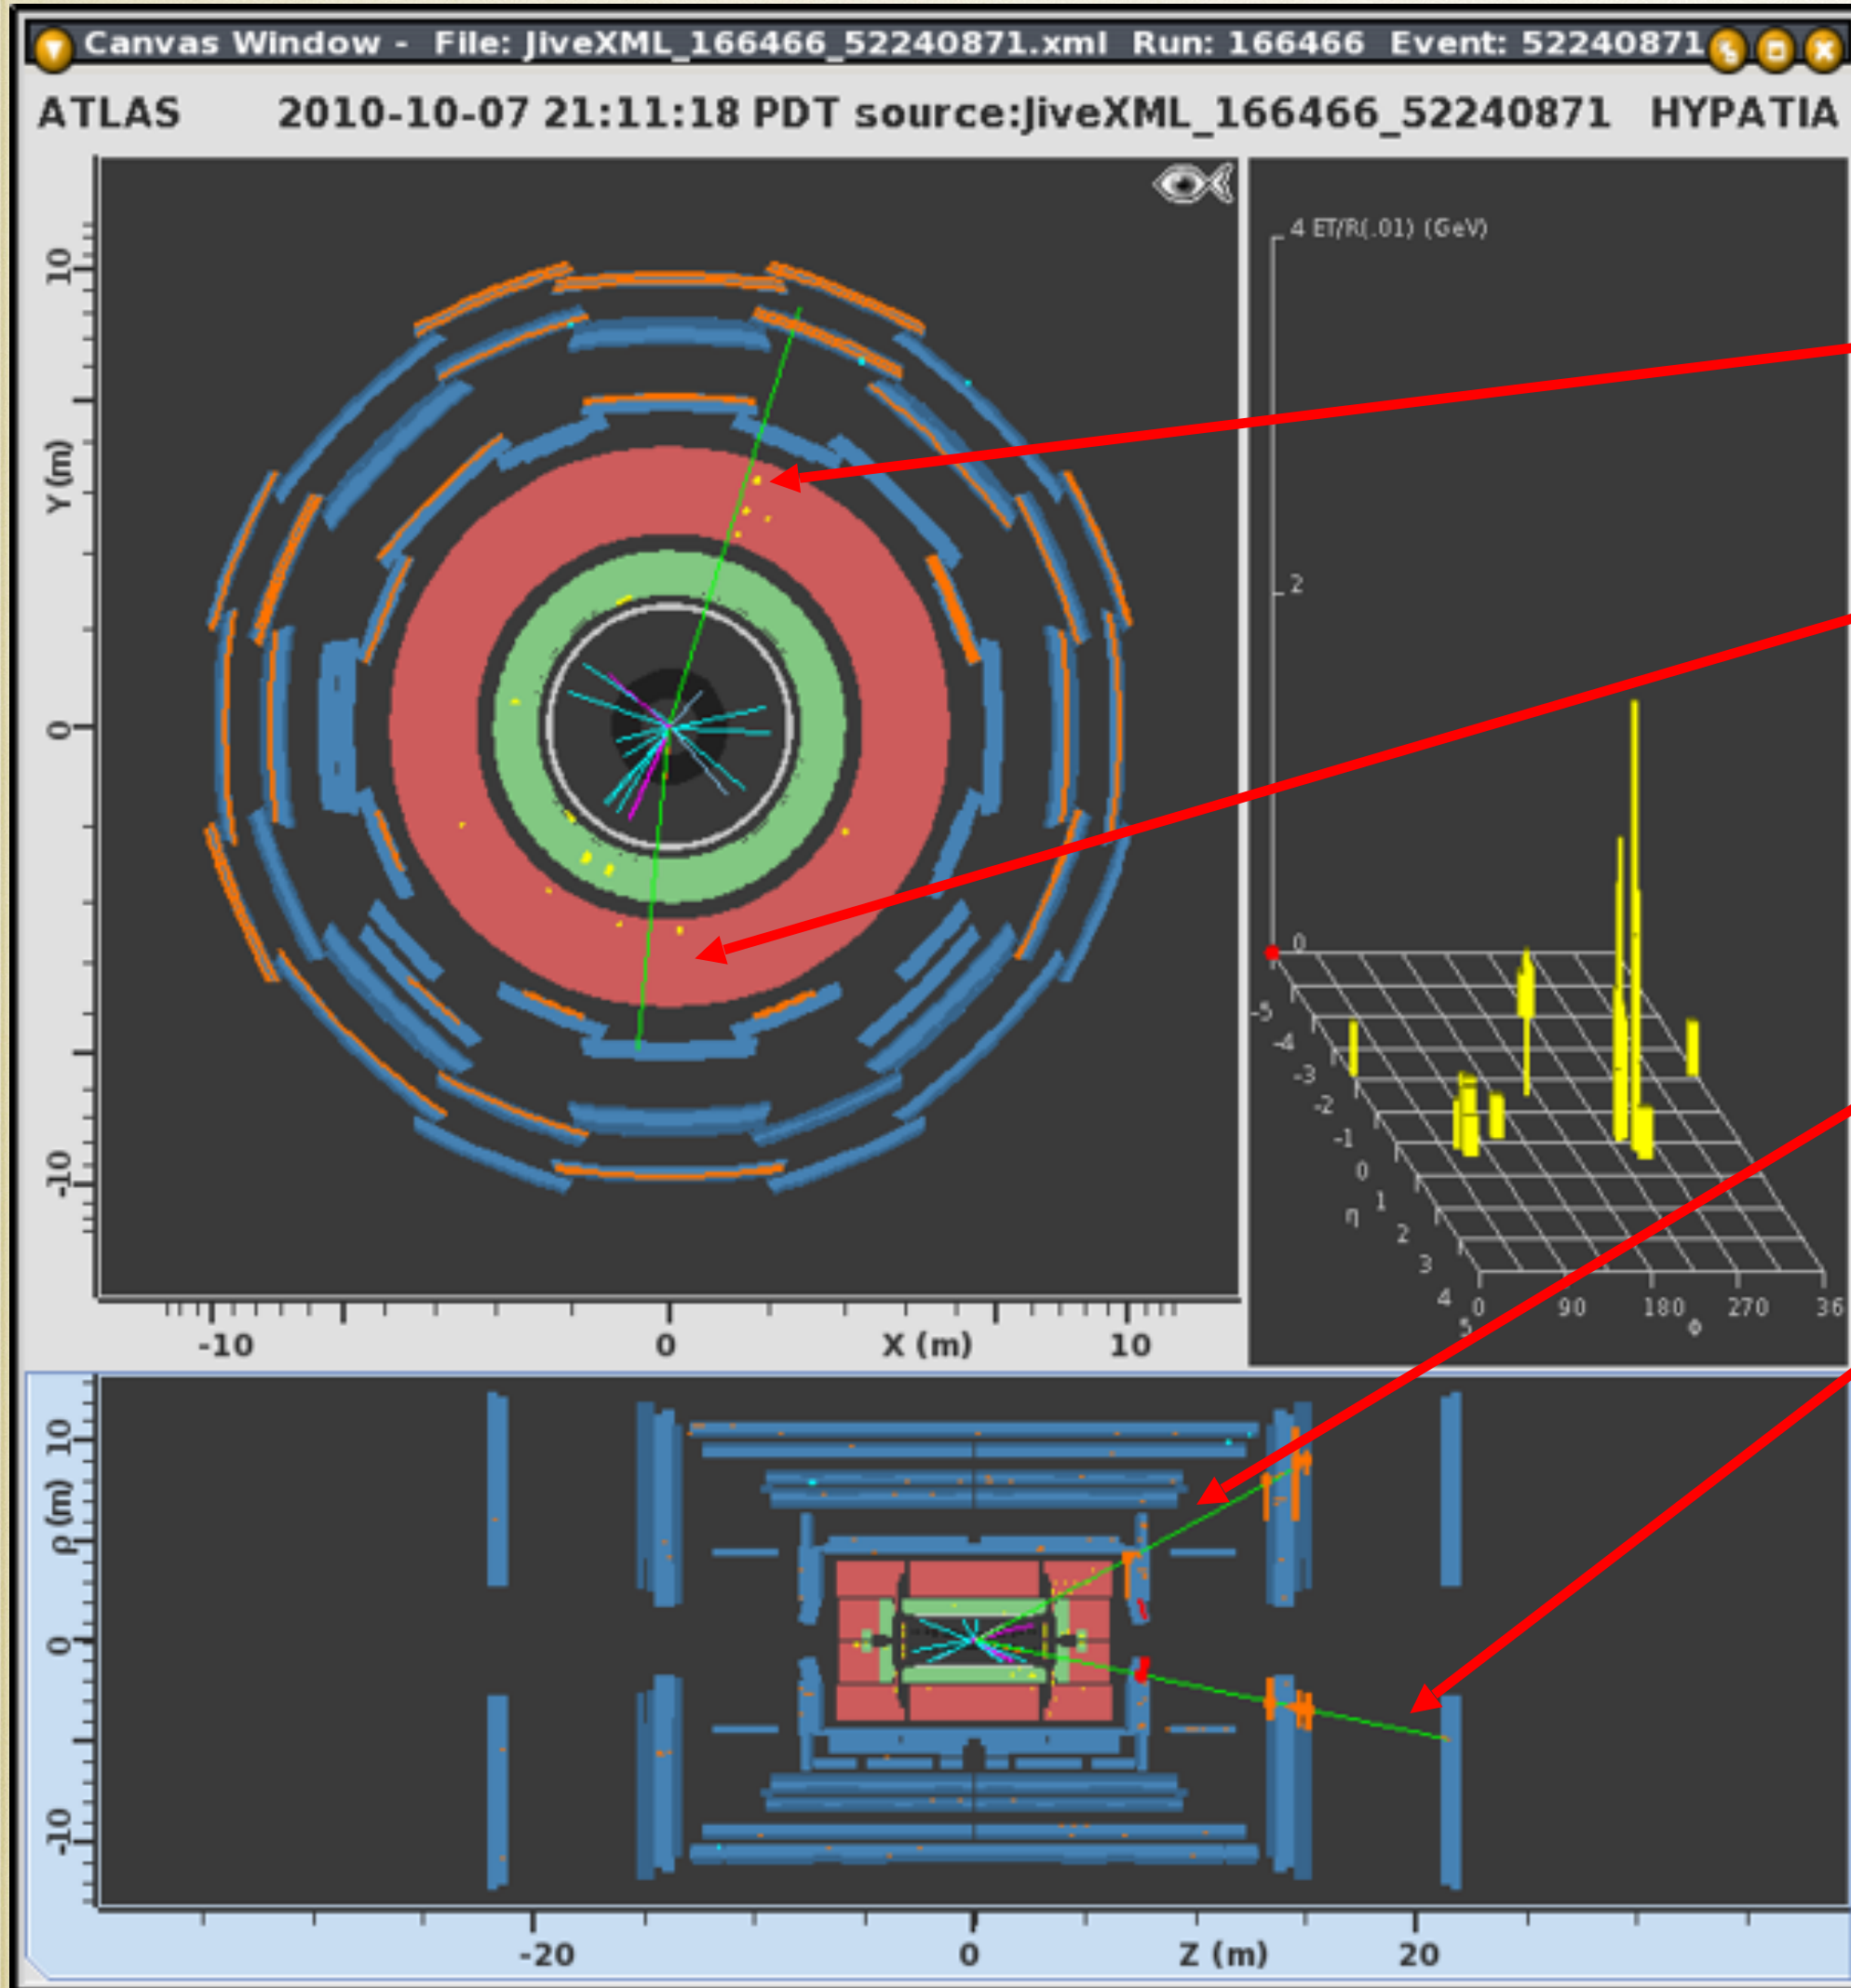 Canvas Window - File: JiveXML_166466_52240871.xml Run: 166466 Event: 52240871
ATLAS 2010-10-07 21:11:18 PDT source:JiveXML_166466_52240871 HYPATIA
10
Y (m)
0
-10
-10 0 X (m) 10
4 ET/R(.01) (GeV)
2
0
-5
-4
-3
-2
-1
0
1
η
2
3
4
5
0 90 180 270 36
Φ
10
ρ (m)
0
-10
-20 0 Z (m) 20